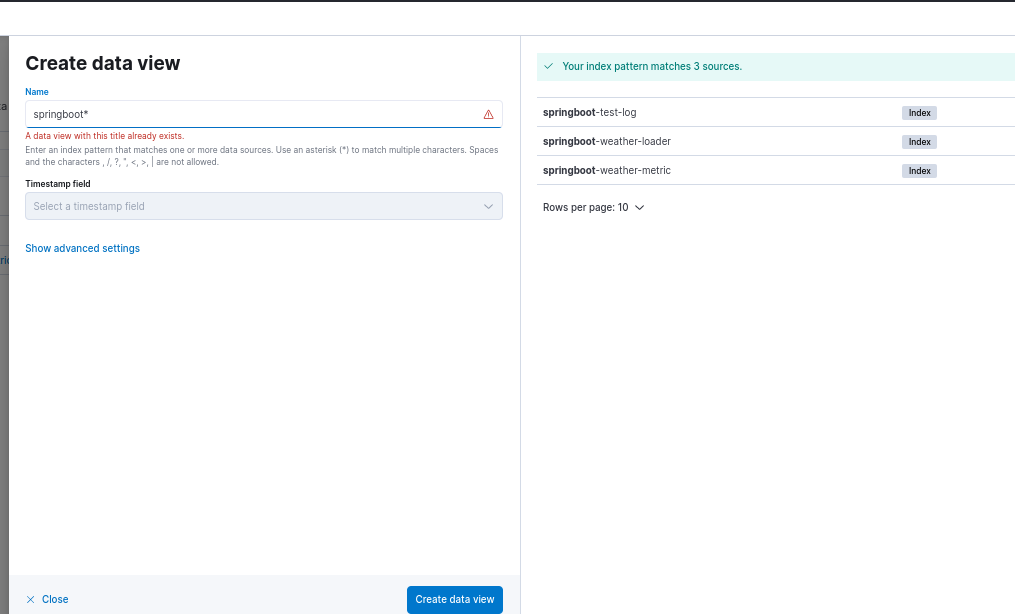 Create data view
Name
springboot*
A data view with this title already exists.
Enter an index pattern that matches one or more data sources. Use an asterisk (*) to match multiple characters. Spaces
and the characters , /, ?, ", <, >, | are not allowed.
Timestamp field
Select a timestamp field
Show advanced settings
Close
Create data view
Your index pattern matches 3 sources.
springboot-test-log Index
springboot-weather-loader Index
springboot-weather-metric Index
Rows per page: 10